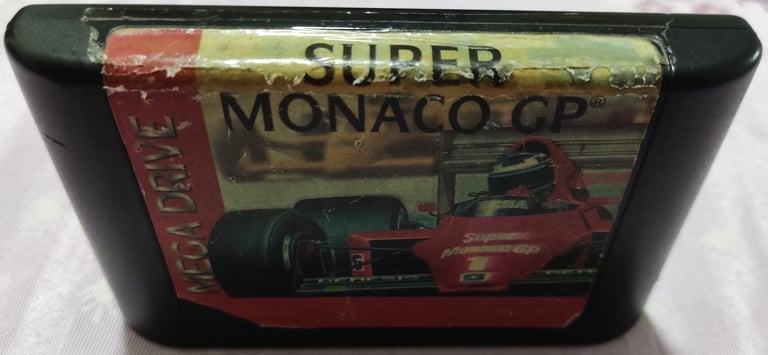 SUPER
MONACO GP®
MEGA DRIVE
Super
Monaco GP
1